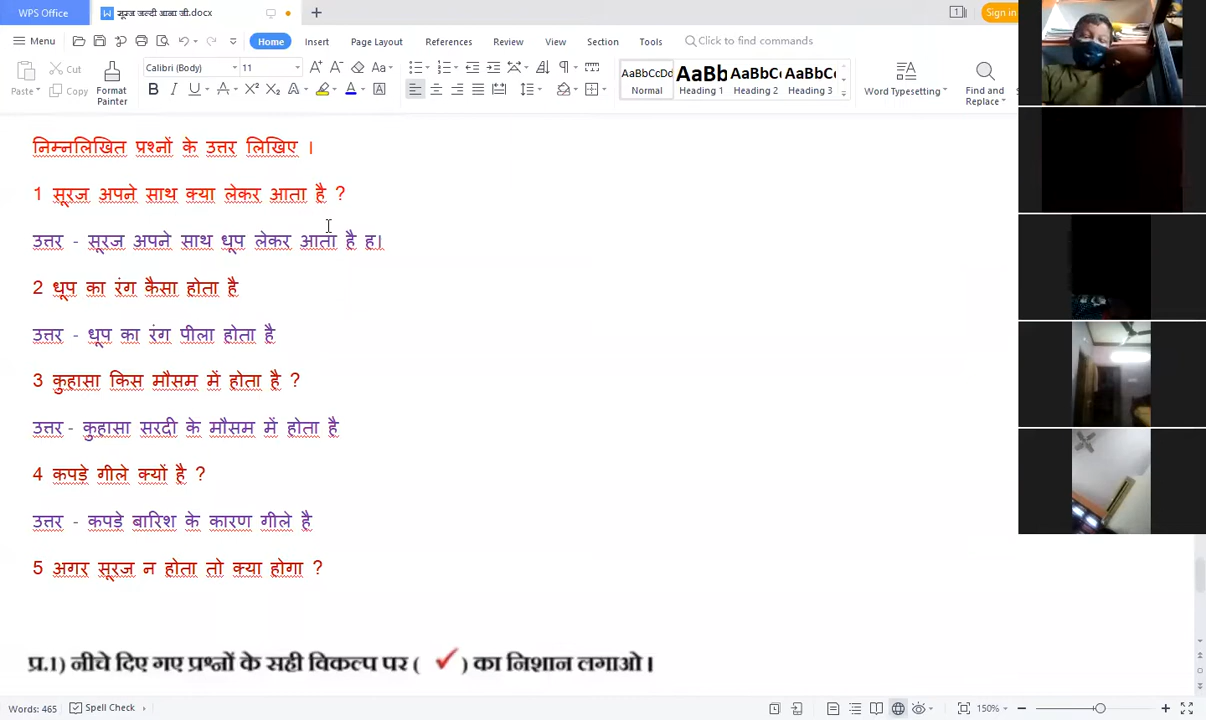 WPS Office
सूरज जल्दी आना जी.docx
Sign in
Menu
Home
Insert
Page Layout
References
Review
View
Section
Tools
Click to find commands
Paste
Cut
Copy
Format Painter
Calibri (Body)
11
AaBbCcDd
Normal
AaBb
Heading 1
AaBbCc
Heading 2
AaBbC
Heading 3
Word Typesetting
Find and Replace
निम्नलिखित प्रश्नों के उत्तर लिखिए ।
1 सूरज अपने साथ क्या लेकर आता है ?
उत्तर - सूरज अपने साथ धूप लेकर आता है ह।
2 धूप का रंग कैसा होता है
उत्तर - धूप का रंग पीला होता है
3 कुहासा किस मौसम में होता है ?
उत्तर- कुहासा सरदी के मौसम में होता है
4 कपड़े गीले क्यों है ?
उत्तर - कपड़े बारिश के कारण गीले है
5 अगर सूरज न होता तो क्या होगा ?
प्र.1) नीचे दिए गए प्रश्नों के सही विकल्प पर ( ✓ ) का निशान लगाओ ।
Words: 465
Spell Check
150%